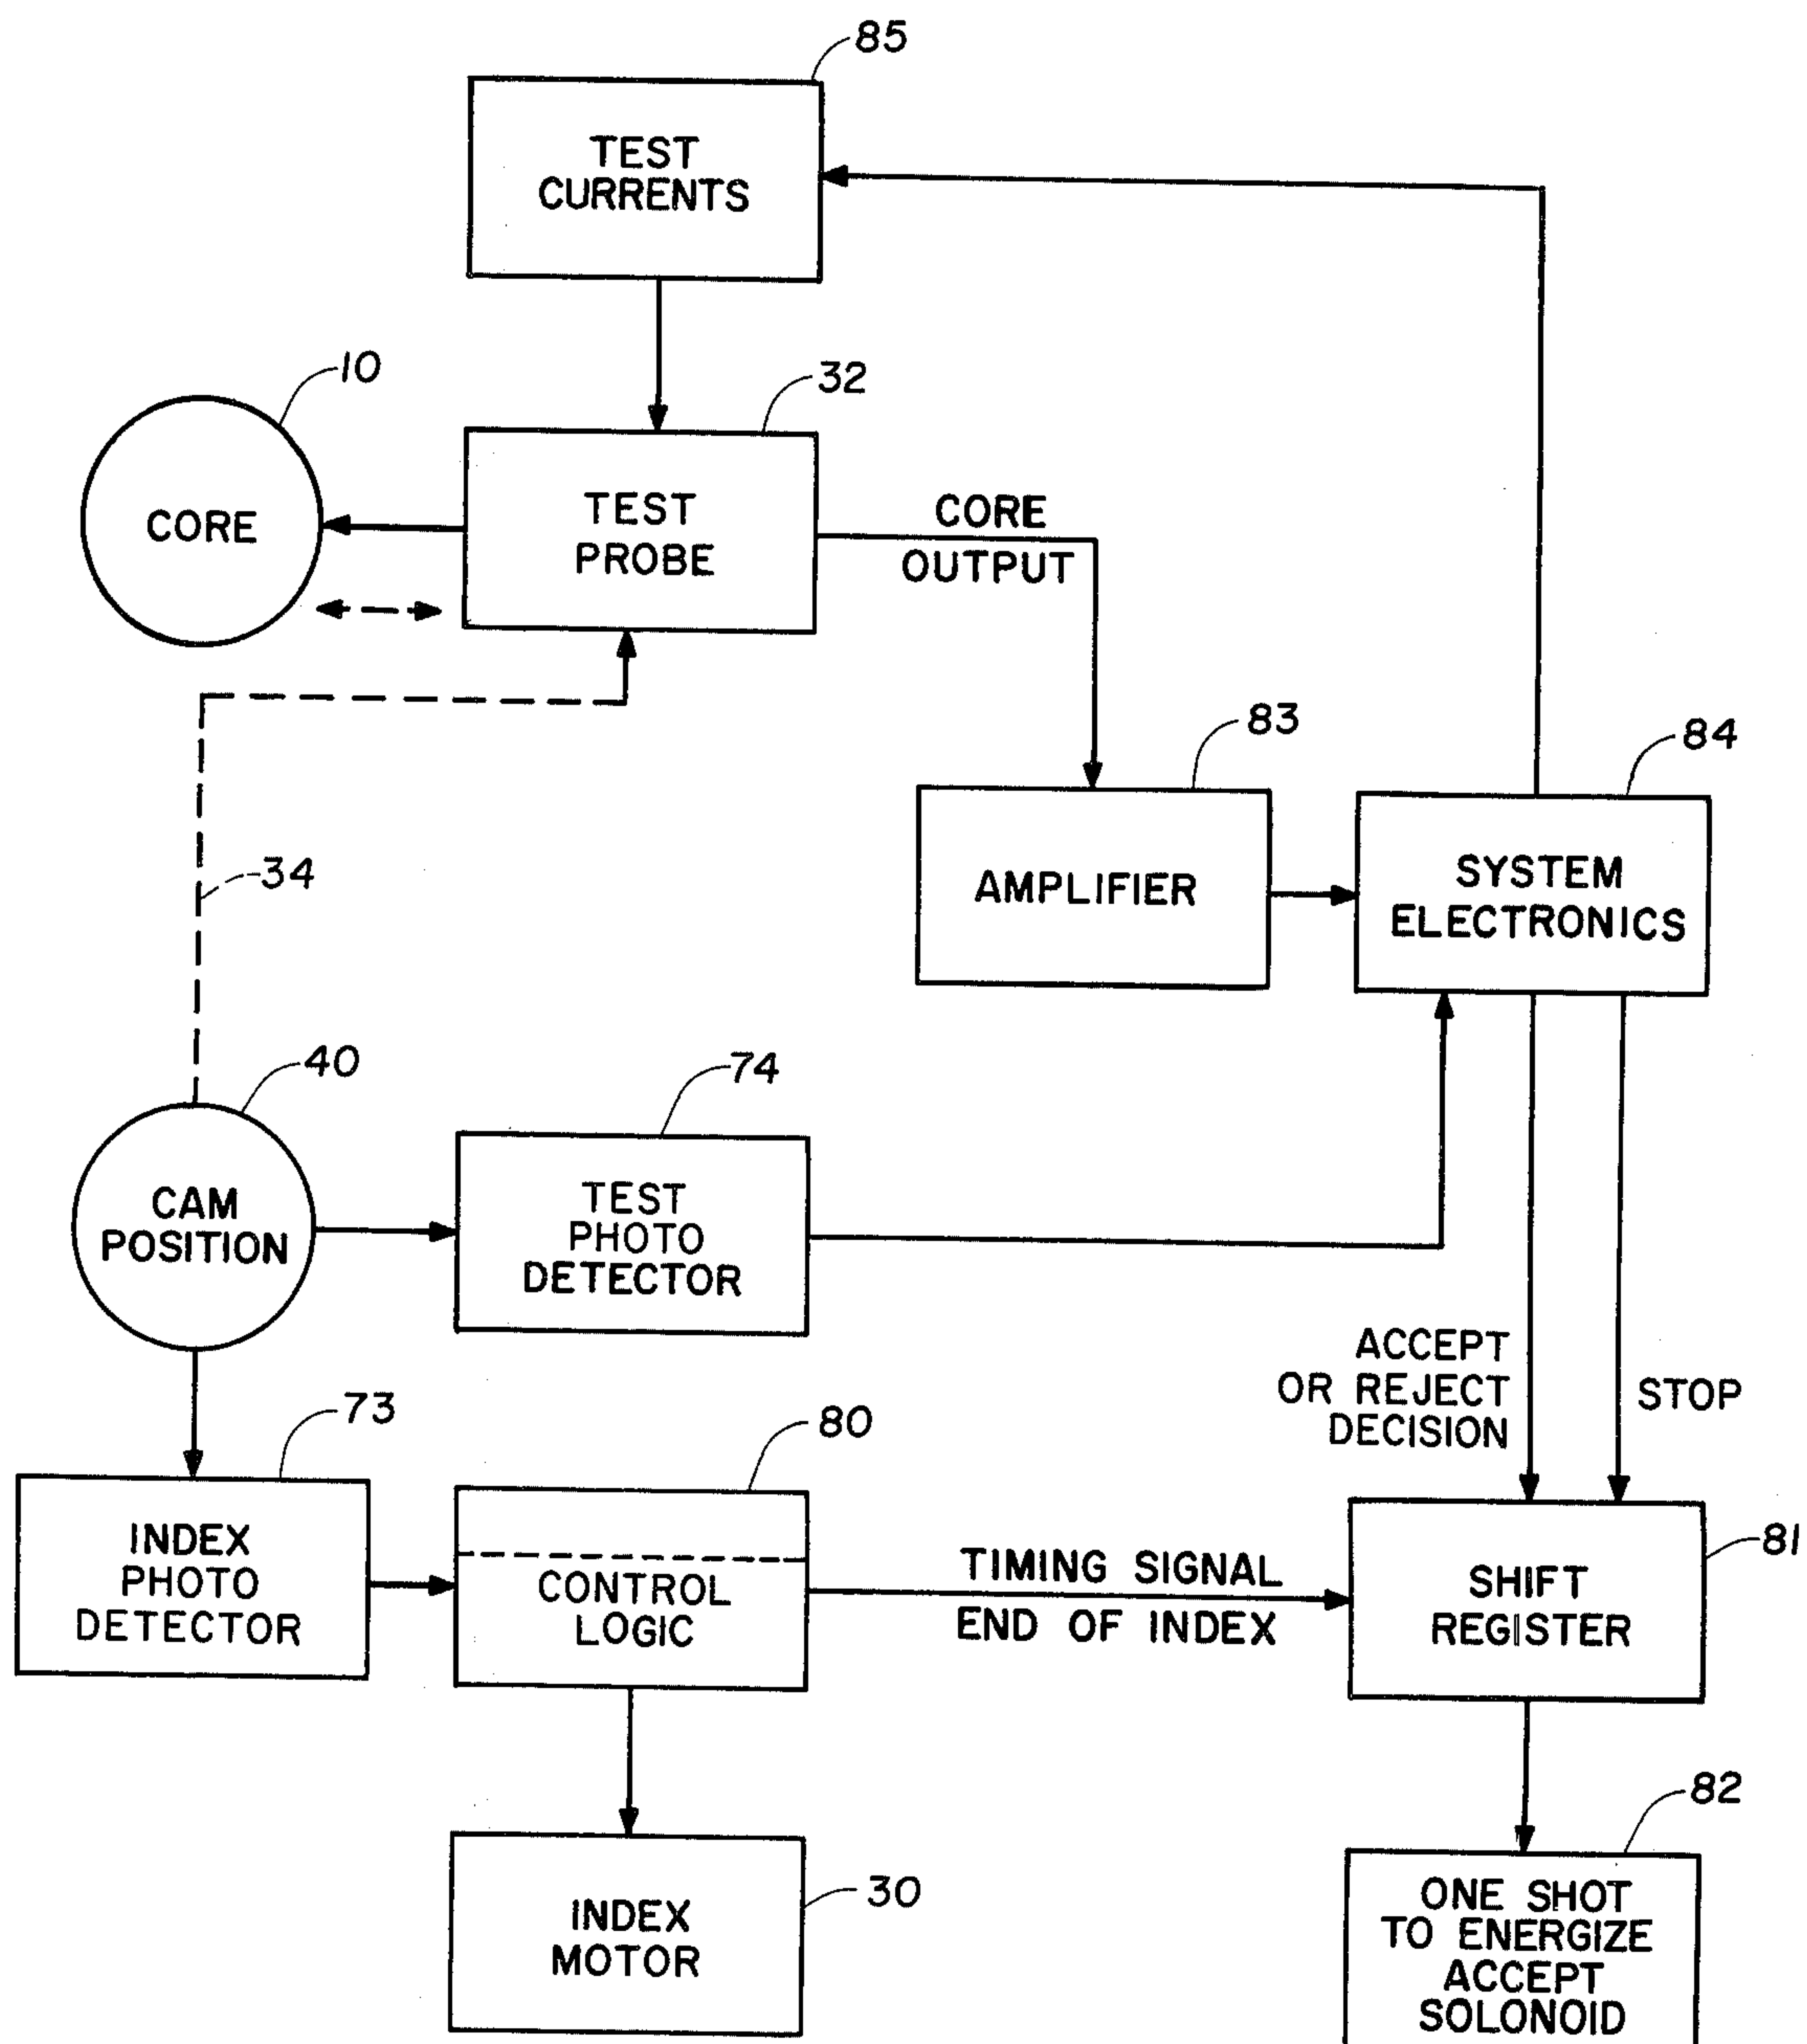 85
TEST
CURRENTS
10
32
CORE
TEST
PROBE
CORE
OUTPUT
83
84
34
AMPLIFIER
SYSTEM
ELECTRONICS
40
74
CAM
POSITION
TEST
PHOTO
DETECTOR
ACCEPT
OR REJECT
DECISION
STOP
73
80
81
INDEX
PHOTO
DETECTOR
CONTROL
LOGIC
TIMING SIGNAL
END OF INDEX
SHIFT
REGISTER
82
30
INDEX
MOTOR
ONE SHOT
TO ENERGIZE
ACCEPT
SOLONOID